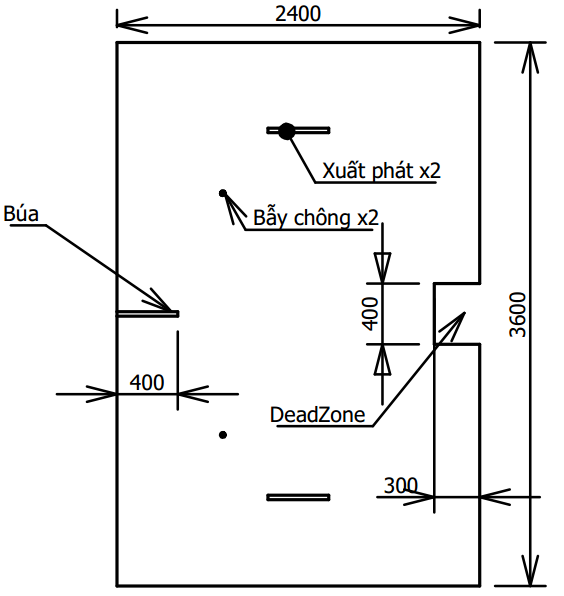 2400
Xuất phát x2
Búa
Bẫy chông x2
400
3600
400
DeadZone
300